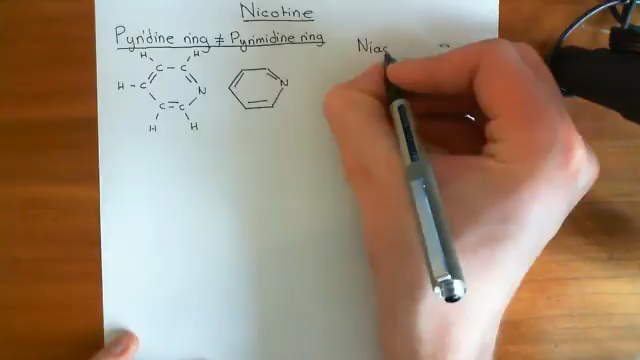 Nicotine
Pyridine ring ≠ Pyrimidine ring
Niac
H H
C – C
H – C N
C = C
H H
N